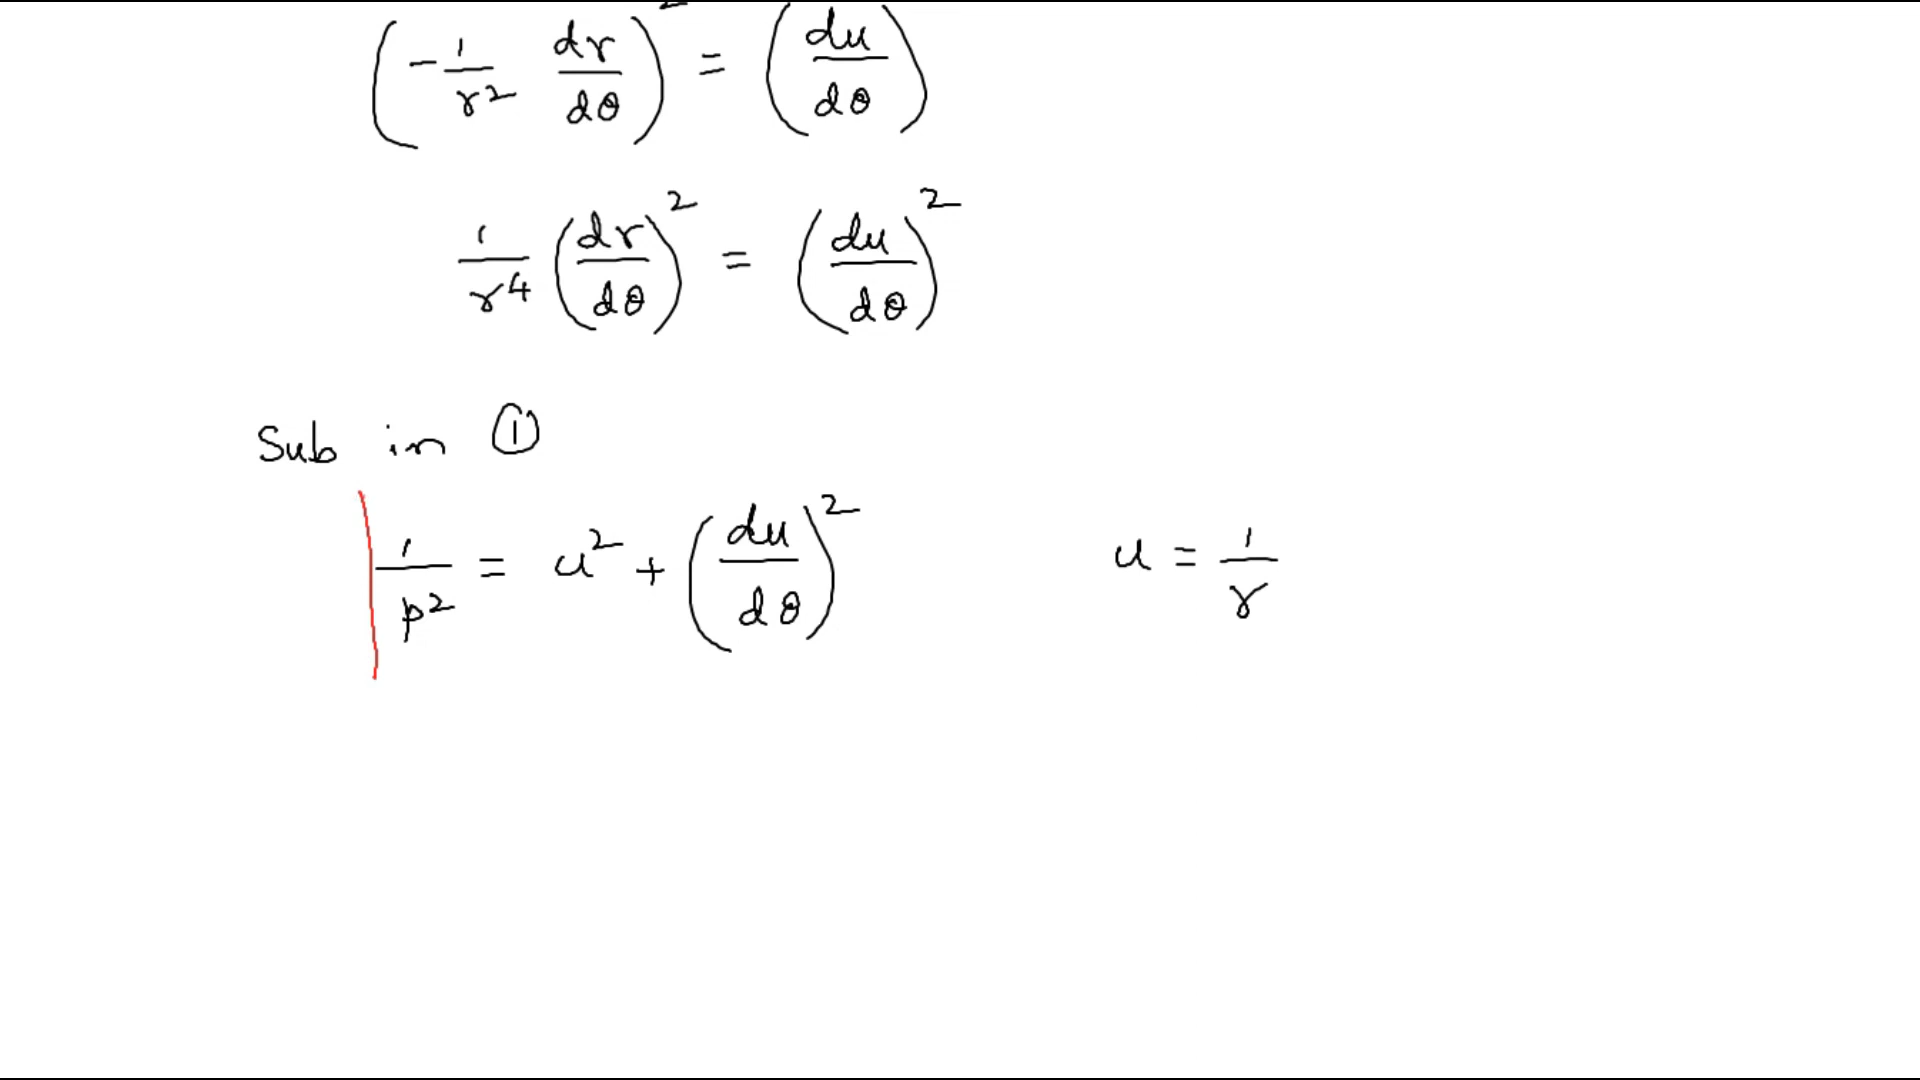 (-1/r² dr/dθ)² = (du/dθ)
1/r⁴ (dr/dθ)² = (du/dθ)²
Sub in ①
1/p² = u² + (du/dθ)² u = 1/r